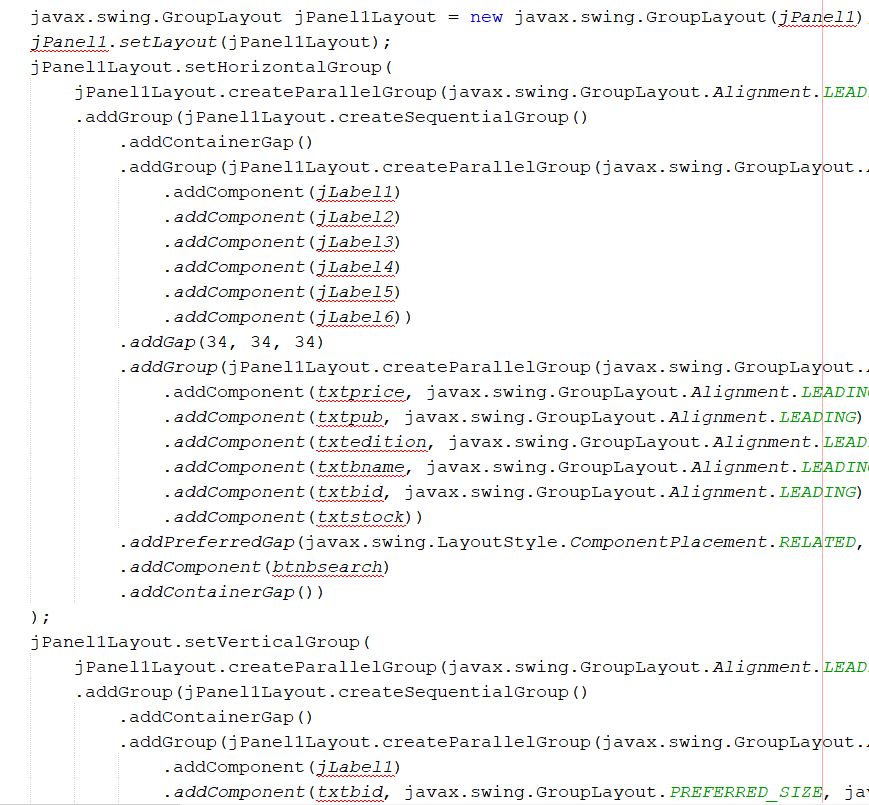 javax.swing.GroupLayout jPanel1Layout = new javax.swing.GroupLayout(jPanel1)
jPanel1.setLayout(jPanel1Layout);
jPanel1Layout.setHorizontalGroup(
jPanel1Layout.createParallelGroup(javax.swing.GroupLayout.Alignment.LEAD
.addGroup(jPanel1Layout.createSequentialGroup()
.addContainerGap()
.addGroup(jPanel1Layout.createParallelGroup(javax.swing.GroupLayout.
.addComponent(jLabel1)
.addComponent(jLabel2)
.addComponent(jLabel3)
.addComponent(jLabel4)
.addComponent(jLabel5)
.addComponent(jLabel6))
.addGap(34, 34, 34)
.addGroup(jPanel1Layout.createParallelGroup(javax.swing.GroupLayout.
.addComponent(txtprice, javax.swing.GroupLayout.Alignment.LEADIN
.addComponent(txtpub, javax.swing.GroupLayout.Alignment.LEADING)
.addComponent(txtedition, javax.swing.GroupLayout.Alignment.LEAD
.addComponent(txtbname, javax.swing.GroupLayout.Alignment.LEADIN
.addComponent(txtbid, javax.swing.GroupLayout.Alignment.LEADING)
.addComponent(txtstock))
.addPreferredGap(javax.swing.LayoutStyle.ComponentPlacement.RELATED,
.addComponent(btnbsearch)
.addContainerGap())
);
jPanel1Layout.setVerticalGroup(
jPanel1Layout.createParallelGroup(javax.swing.GroupLayout.Alignment.LEAD
.addGroup(jPanel1Layout.createSequentialGroup()
.addContainerGap()
.addGroup(jPanel1Layout.createParallelGroup(javax.swing.GroupLayout.
.addComponent(jLabel1)
.addComponent(txtbid, javax.swing.GroupLayout.PREFERRED_SIZE, ja